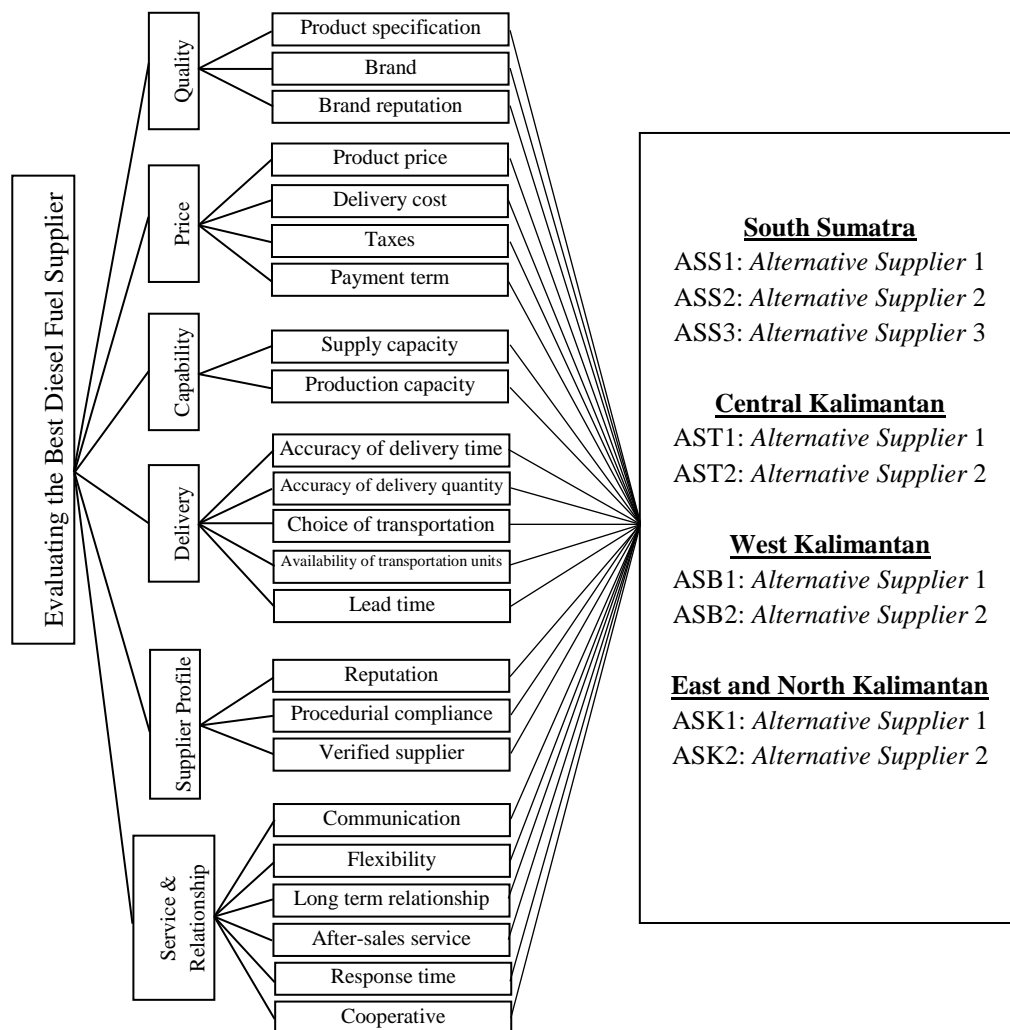 Evaluating the Best Diesel Fuel Supplier
Quality
Product specification
Brand
Brand reputation
Price
Product price
Delivery cost
Taxes
Payment term
Capability
Supply capacity
Production capacity
Delivery
Accuracy of delivery time
Accuracy of delivery quantity
Choice of transportation
Availability of transportation units
Lead time
Supplier Profile
Reputation
Procedurial compliance
Verified supplier
Service &
Relationship
Communication
Flexibility
Long term relationship
After-sales service
Response time
Cooperative
South Sumatra
ASS1: Alternative Supplier 1
ASS2: Alternative Supplier 2
ASS3: Alternative Supplier 3
Central Kalimantan
AST1: Alternative Supplier 1
AST2: Alternative Supplier 2
West Kalimantan
ASB1: Alternative Supplier 1
ASB2: Alternative Supplier 2
East and North Kalimantan
ASK1: Alternative Supplier 1
ASK2: Alternative Supplier 2